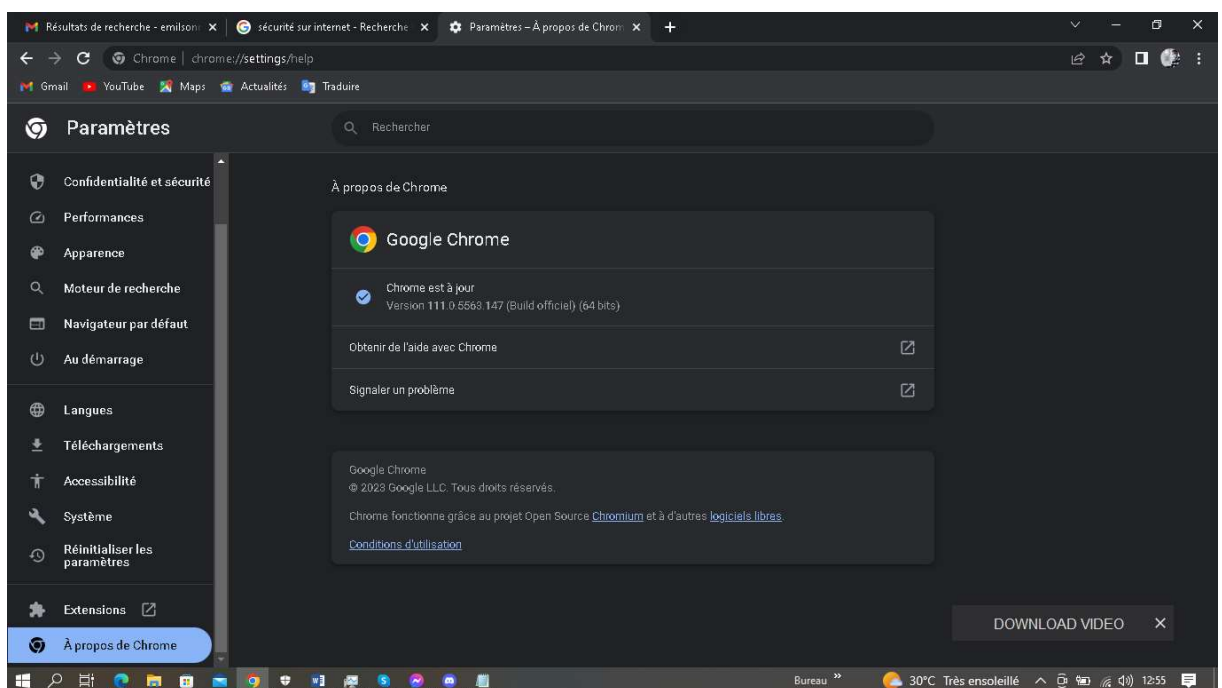 Résultats de recherche - emilson
sécurité sur internet - Recherche
Paramètres – À propos de Chrom
Chrome | chrome://settings/help
Gmail YouTube Maps Actualités Traduire
Paramètres
Rechercher
Confidentialité et sécurité
Performances
Apparence
Moteur de recherche
Navigateur par défaut
Au démarrage
Langues
Téléchargements
Accessibilité
Système
Réinitialiser les
paramètres
Extensions
À propos de Chrome
À propos de Chrome
Google Chrome
Chrome est à jour
Version 111.0.5563.147 (Build officiel) (64 bits)
Obtenir de l'aide avec Chrome
Signaler un problème
Google Chrome
© 2023 Google LLC. Tous droits réservés.
Chrome fonctionne grâce au projet Open Source Chromium et à d'autres logiciels libres.
Conditions d'utilisation
DOWNLOAD VIDEO
Bureau
30°C Très ensoleillé
12:55